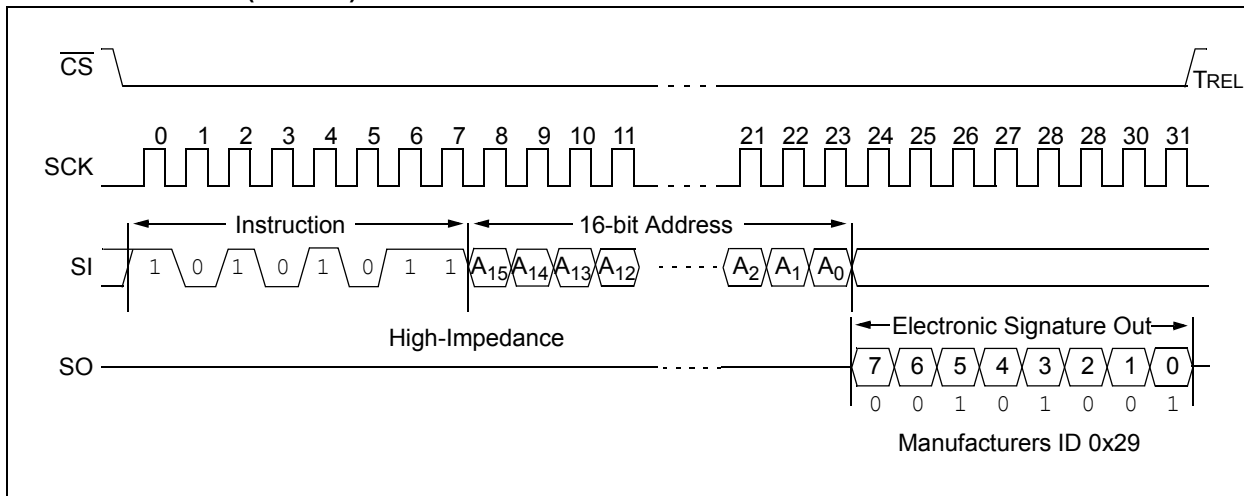 CS
TREL
0 1 2 3 4 5 6 7 8 9 10 11 21 22 23 24 25 26 27 28 28 30 31
SCK
Instruction 16-bit Address
SI 1 0 1 0 1 0 1 1 A15 A14 A13 A12 A2 A1 A0
High-Impedance Electronic Signature Out
SO 7 6 5 4 3 2 1 0
0 0 1 0 1 0 0 1
Manufacturers ID 0x29